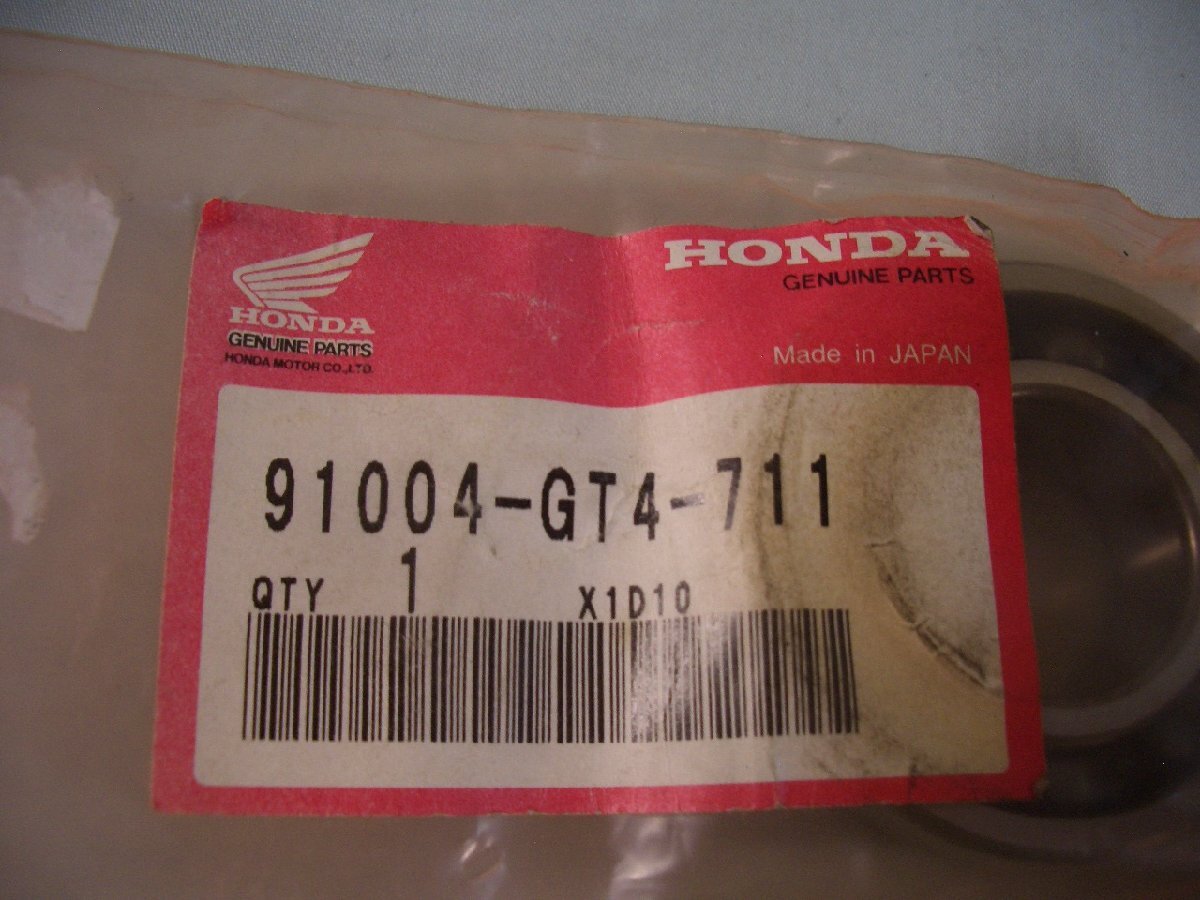 HONDA
GENUINE PARTS
HONDA MOTOR CO.,LTD.
HONDA
GENUINE PARTS
Made in JAPAN
91004-GT4-711
QTY 1 X1D10